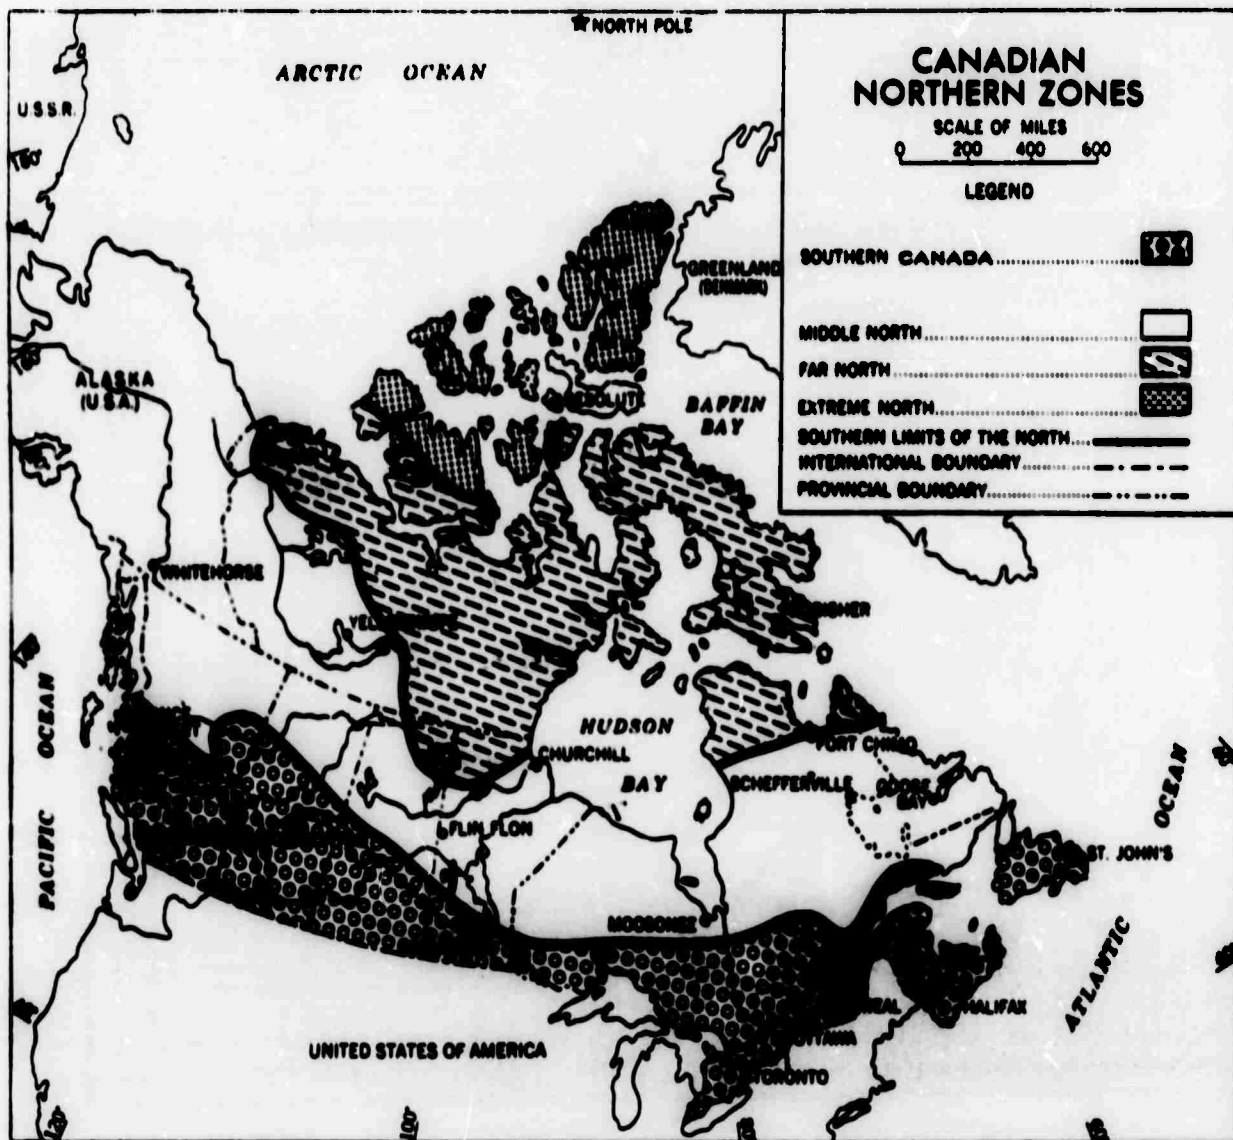 NORTH POLE
ARCTIC OCEAN
U.S.S.R.
CANADIAN
NORTHERN ZONES
SCALE OF MILES
0 200 400 600
LEGEND
SOUTHERN CANADA
MIDDLE NORTH
FAR NORTH
EXTREME NORTH
SOUTHERN LIMITS OF THE NORTH
INTERNATIONAL BOUNDARY
PROVINCIAL BOUNDARY
GREENLAND
(DENMARK)
ALASKA
(U.S.A.)
BAFFIN
BAY
WHITEHORSE
HUDSON
BAY
CHURCHILL
FORT CHIMO
SCHEFFERVILLE
GOOSE
BAY
FLIN FLON
PACIFIC OCEAN
ATLANTIC OCEAN
ST. JOHN'S
MOOSONEE
HALIFAX
OTTAWA
TORONTO
UNITED STATES OF AMERICA
100